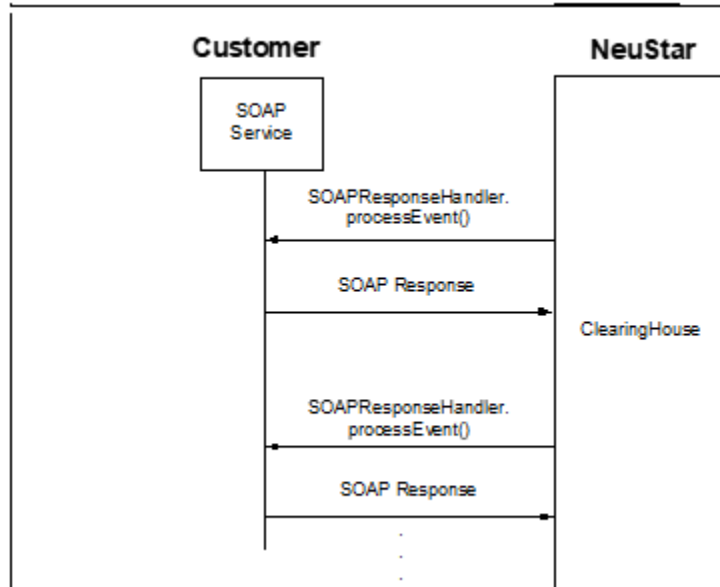 Customer
NeuStar
SOAP
Service
SOAPResponseHandler.
processEvent()
SOAP Response
ClearingHouse
SOAPResponseHandler.
processEvent()
SOAP Response